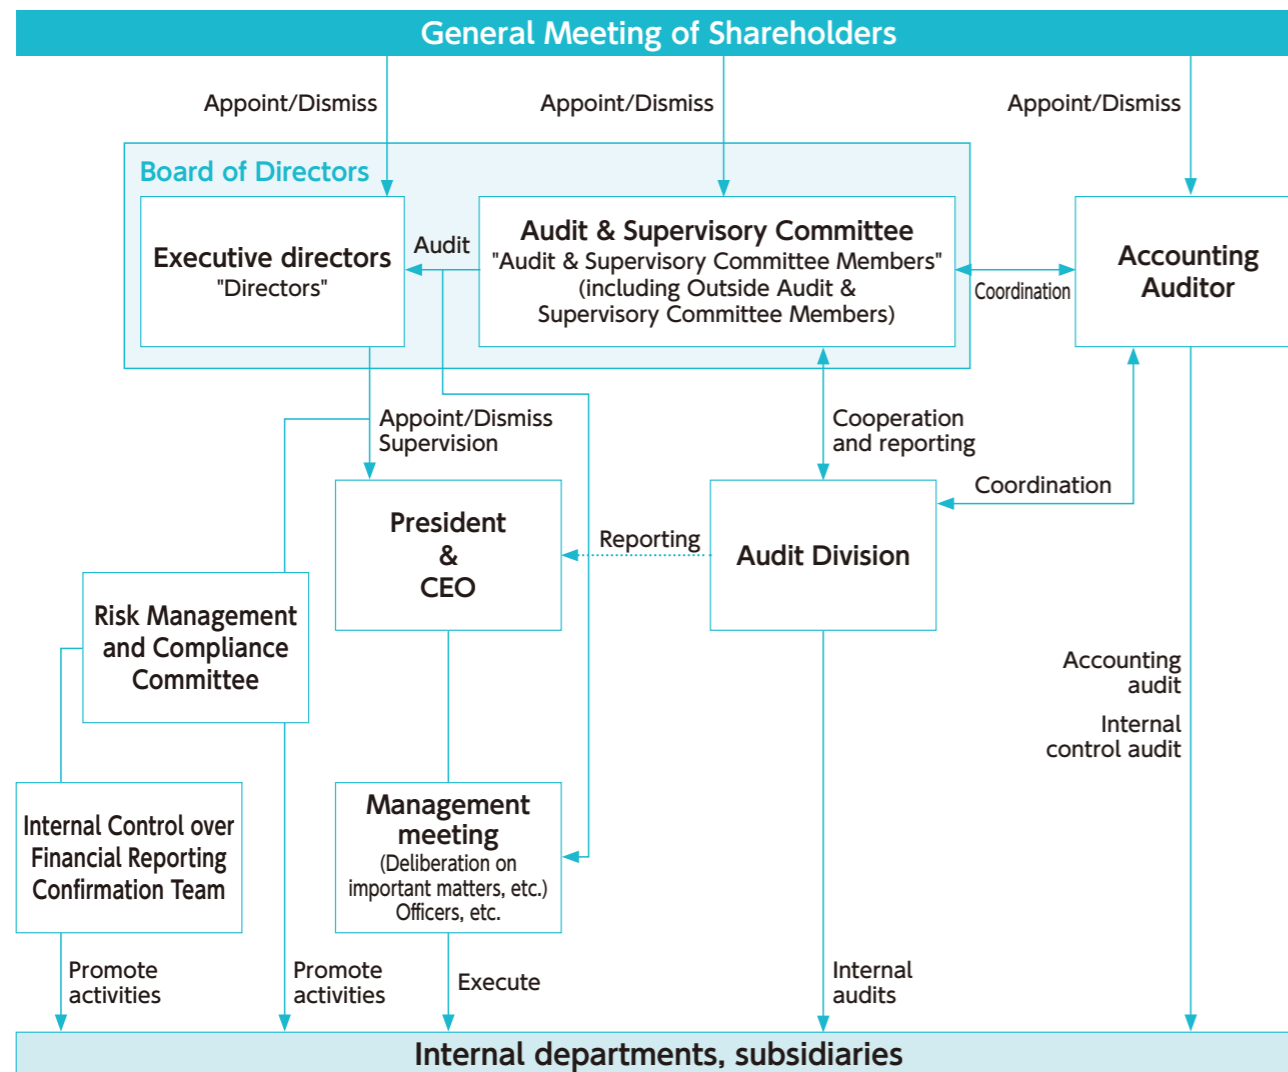 General Meeting of Shareholders
Appoint/Dismiss
Appoint/Dismiss
Appoint/Dismiss
Board of Directors
Executive directors
"Directors"
Audit
Audit & Supervisory Committee
"Audit & Supervisory Committee Members"
(including Outside Audit &
Supervisory Committee Members)
Coordination
Accounting
Auditor
Appoint/Dismiss
Supervision
Cooperation
and reporting
Coordination
President
&
CEO
Reporting
Audit Division
Risk Management
and Compliance
Committee
Accounting
audit
Internal
control audit
Internal Control over
Financial Reporting
Confirmation Team
Management
meeting
(Deliberation on
important matters, etc.)
Officers, etc.
Promote
activities
Promote
activities
Execute
Internal
audits
Internal departments, subsidiaries